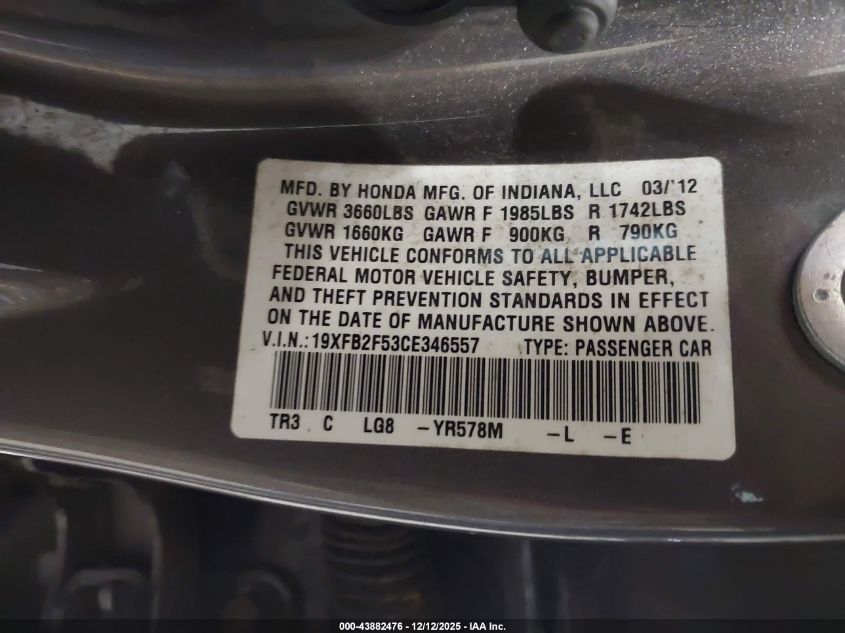 MFD. BY HONDA MFG. OF INDIANA, LLC 03/'12
GVWR 3660LBS GAWR F 1985LBS R 1742LBS
GVWR 1660KG GAWR F 900KG R 790KG
THIS VEHICLE CONFORMS TO ALL APPLICABLE
FEDERAL MOTOR VEHICLE SAFETY, BUMPER,
AND THEFT PREVENTION STANDARDS IN EFFECT
ON THE DATE OF MANUFACTURE SHOWN ABOVE.
V.I.N.:19XFB2F53CE346557 TYPE: PASSENGER CAR
TR3 C LG8 -YR578M -L -E
000-43882476 - 12/12/2025 - IAA Inc.